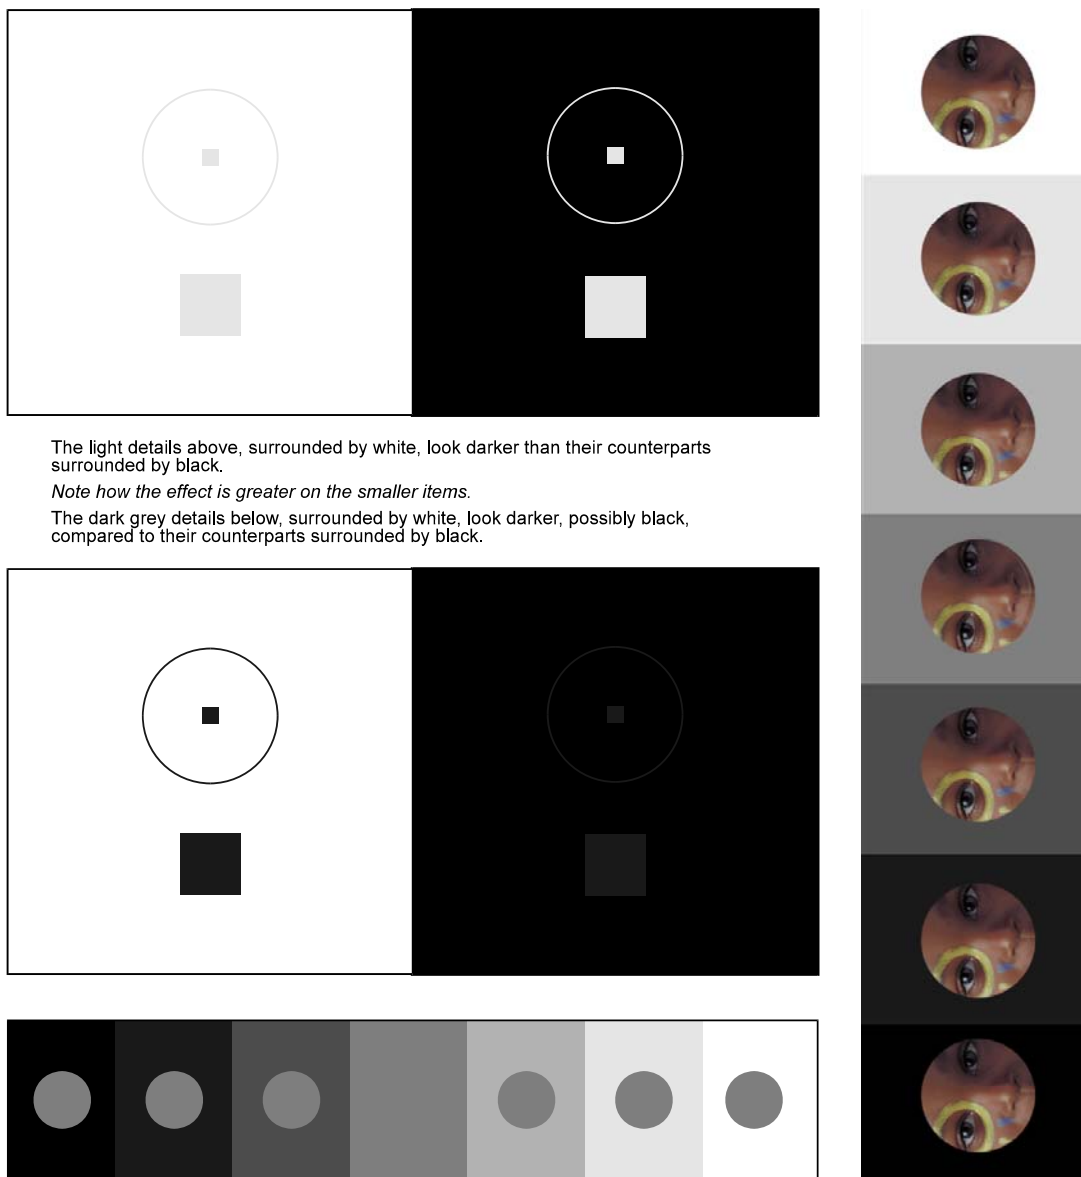 The light details above, surrounded by white, look darker than their counterparts
surrounded by black.
Note how the effect is greater on the smaller items.
The dark grey details below, surrounded by white, look darker, possibly black,
compared to their counterparts surrounded by black.